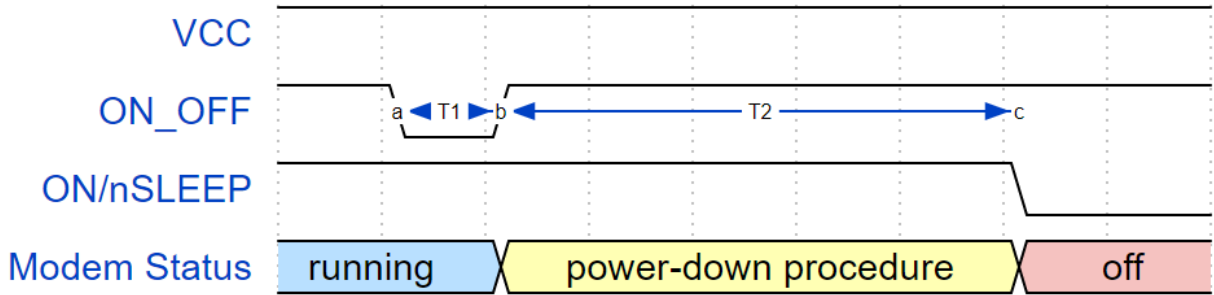 VCC
ON_OFF
a T1 b T2 c
ON/nSLEEP
Modem Status running power-down procedure off